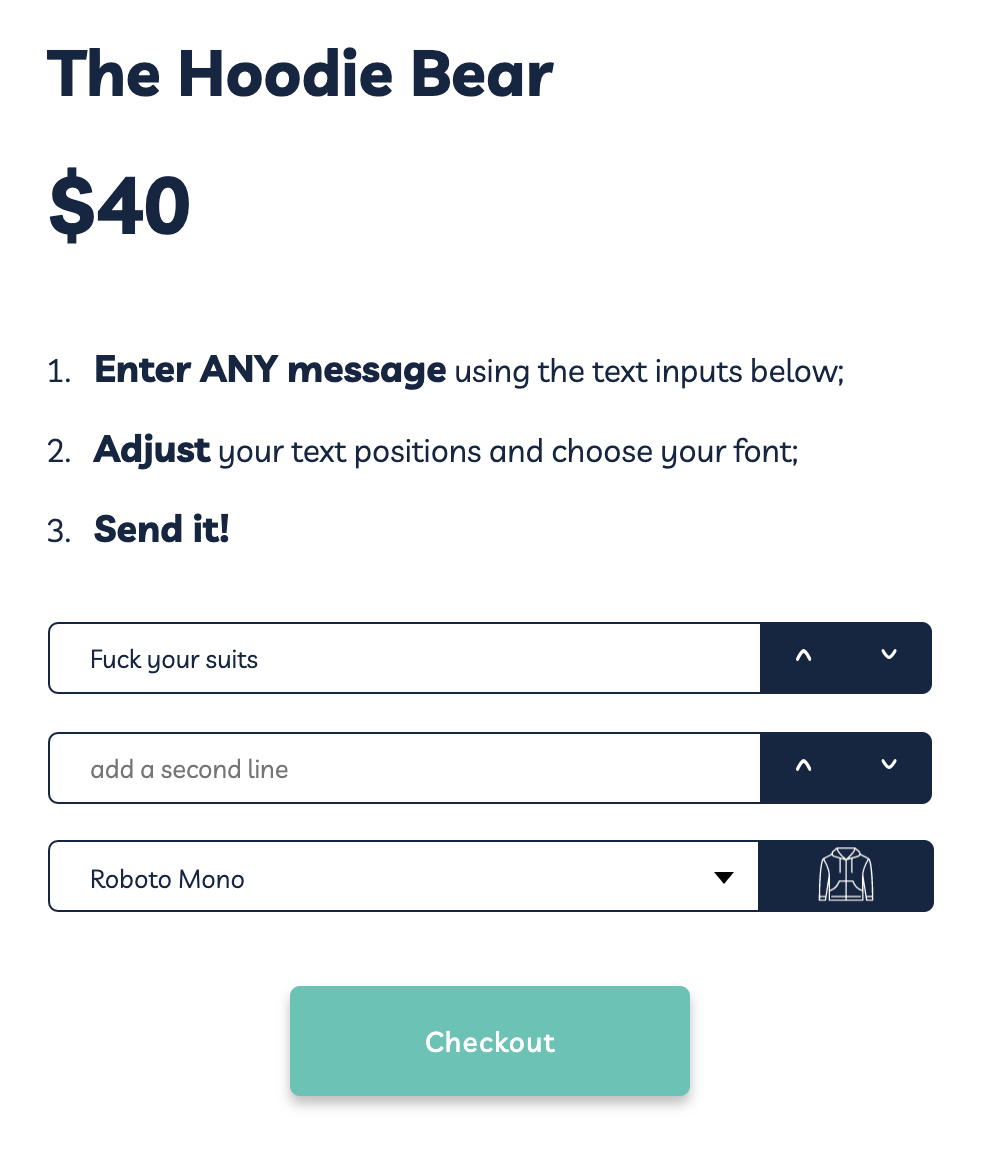 The Hoodie Bear
$40
1. Enter ANY message using the text inputs below;
2. Adjust your text positions and choose your font;
3. Send it!
Fuck your suits
add a second line
Roboto Mono
Checkout